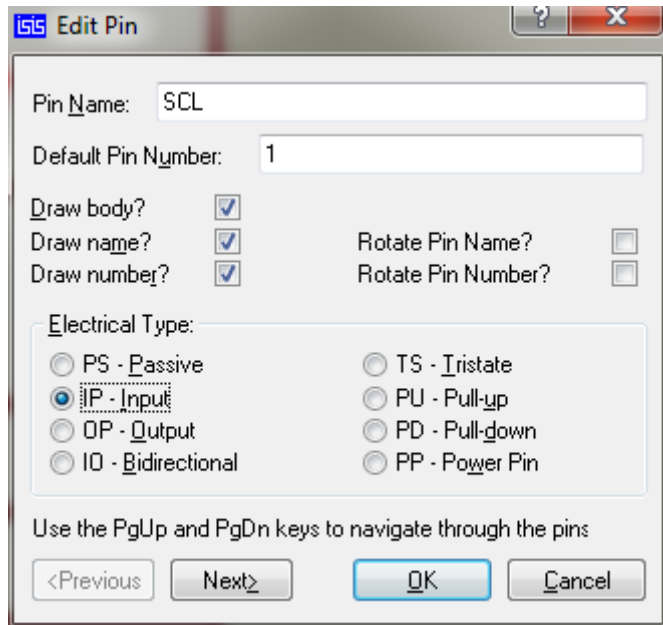 isis Edit Pin ? X
Pin Name: SCL
Default Pin Number: 1
Draw body?
Draw name? Rotate Pin Name?
Draw number? Rotate Pin Number?
Electrical Type:
PS - Passive TS - Tristate
IP - Input PU - Pull-up
OP - Output PD - Pull-down
IO - Bidirectional PP - Power Pin
Use the PgUp and PgDn keys to navigate through the pins
<Previous Next> OK Cancel